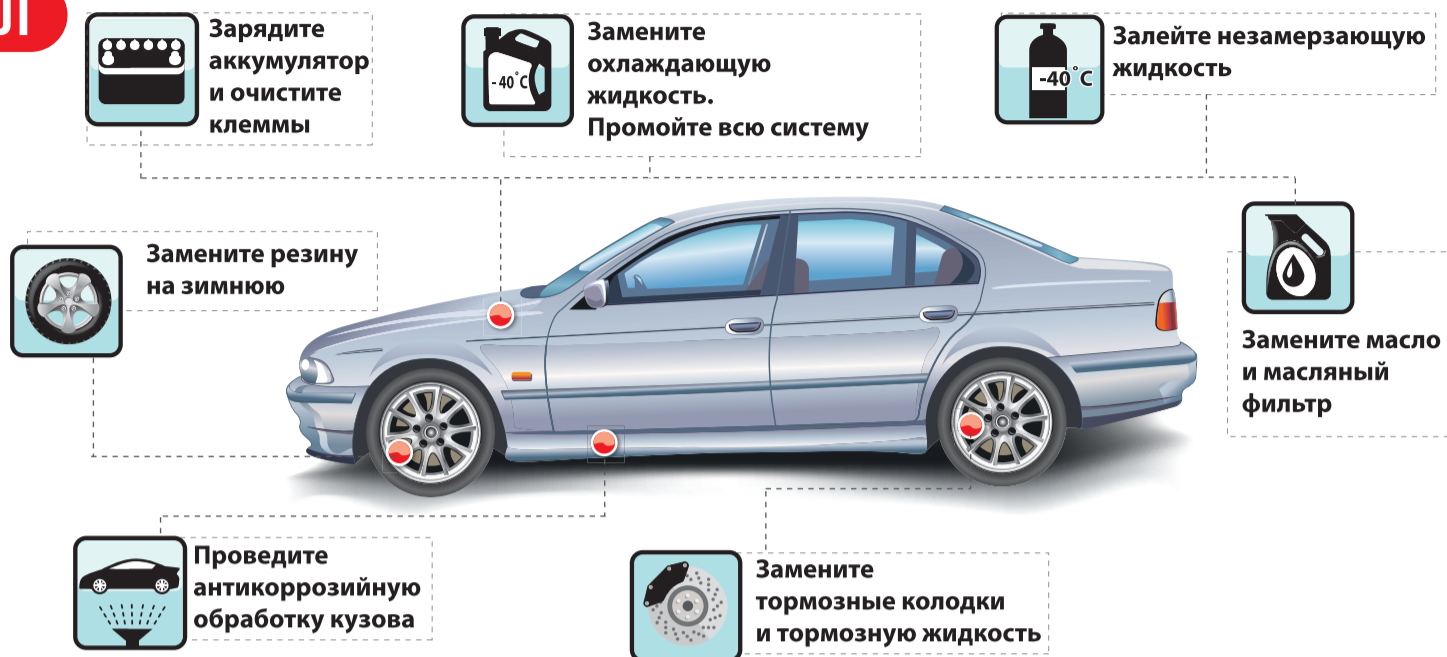 Зарядите
аккумулятор
и очистите
клеммы
-40°С
Замените
охлаждающую
жидкость.
Промойте всю систему
-40°С
Залейте незамерзающую
жидкость
Замените резину
на зимнюю
Замените масло
и масляный
фильтр
Проведите
антикоррозийную
обработку кузова
Замените
тормозные колодки
и тормозную жидкость